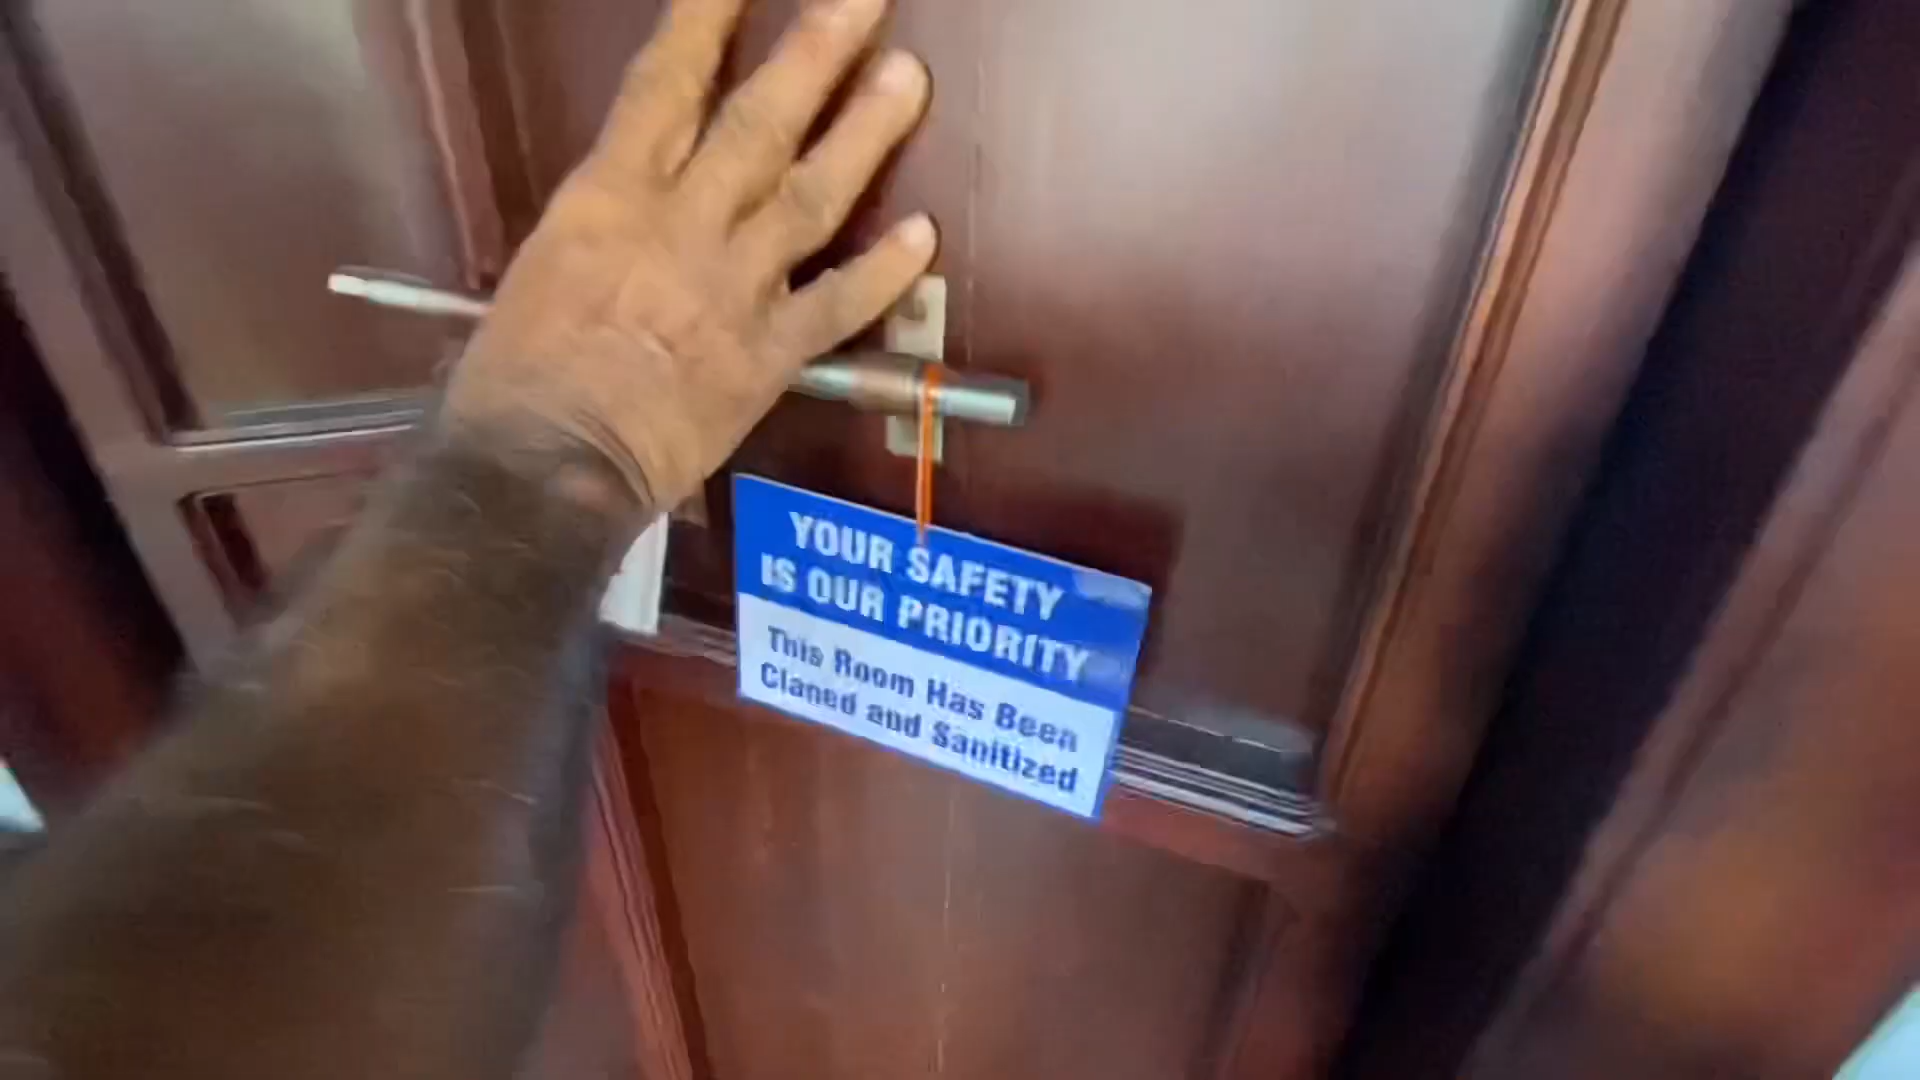 YOUR SAFETY
IS OUR PRIORITY
This Room Has Been
Claned and Sanitized